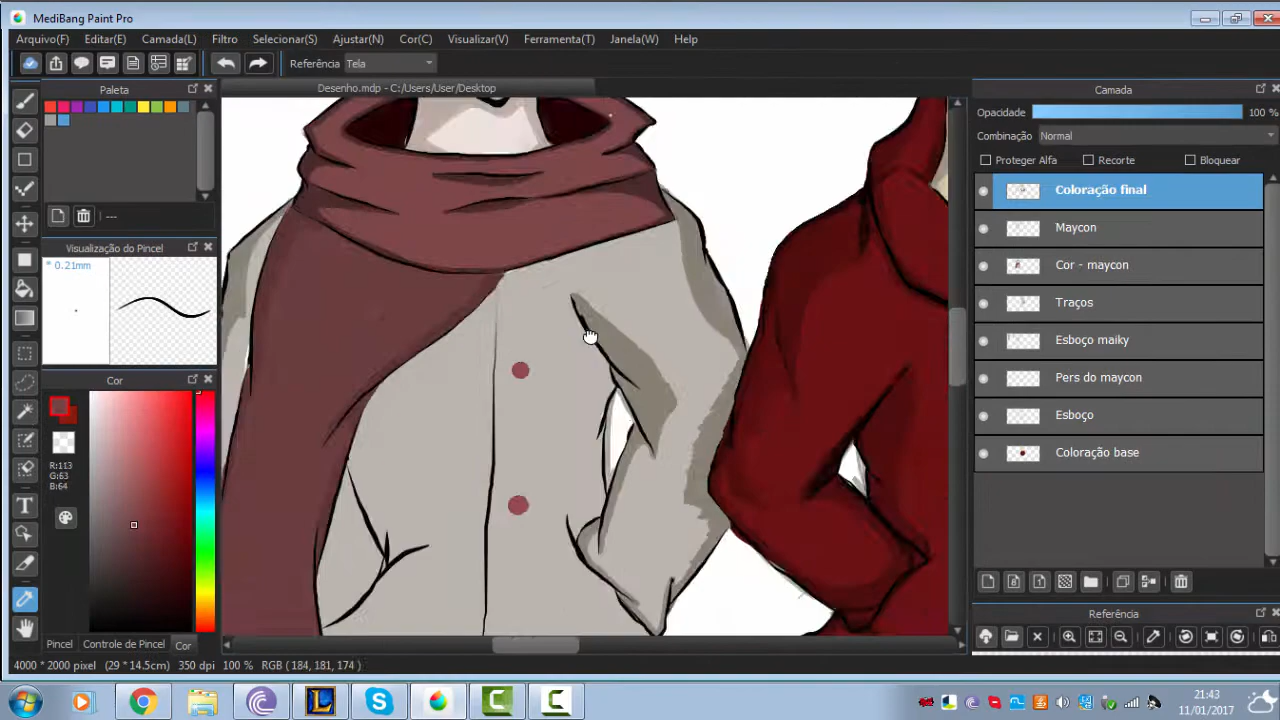 MediBang Paint Pro
Arquivo(F) Editar(E) Camada(L) Filtro Selecionar(S) Ajustar(N) Cor(C) Visualizar(V) Ferramenta(T) Janela(W) Help
Referência Tela
Paleta
Desenho.mdp - C:/Users/User/Desktop
Camada
Opacidade 100 %
Combinação Normal
Proteger Alfa Recorte Bloquear
Coloração final
Maycon
Cor - maycon
Traços
Esboço maiky
Pers do maycon
Esboço
Coloração base
---
Visualização do Pincel
* 0.21mm
Cor
R:113
G:63
B:64
T
Referência
Pincel Controle de Pincel Cor
4000 * 2000 pixel (29 * 14.5cm) 350 dpi 100 % RGB ( 184, 181, 174 )
21:43
11/01/2017